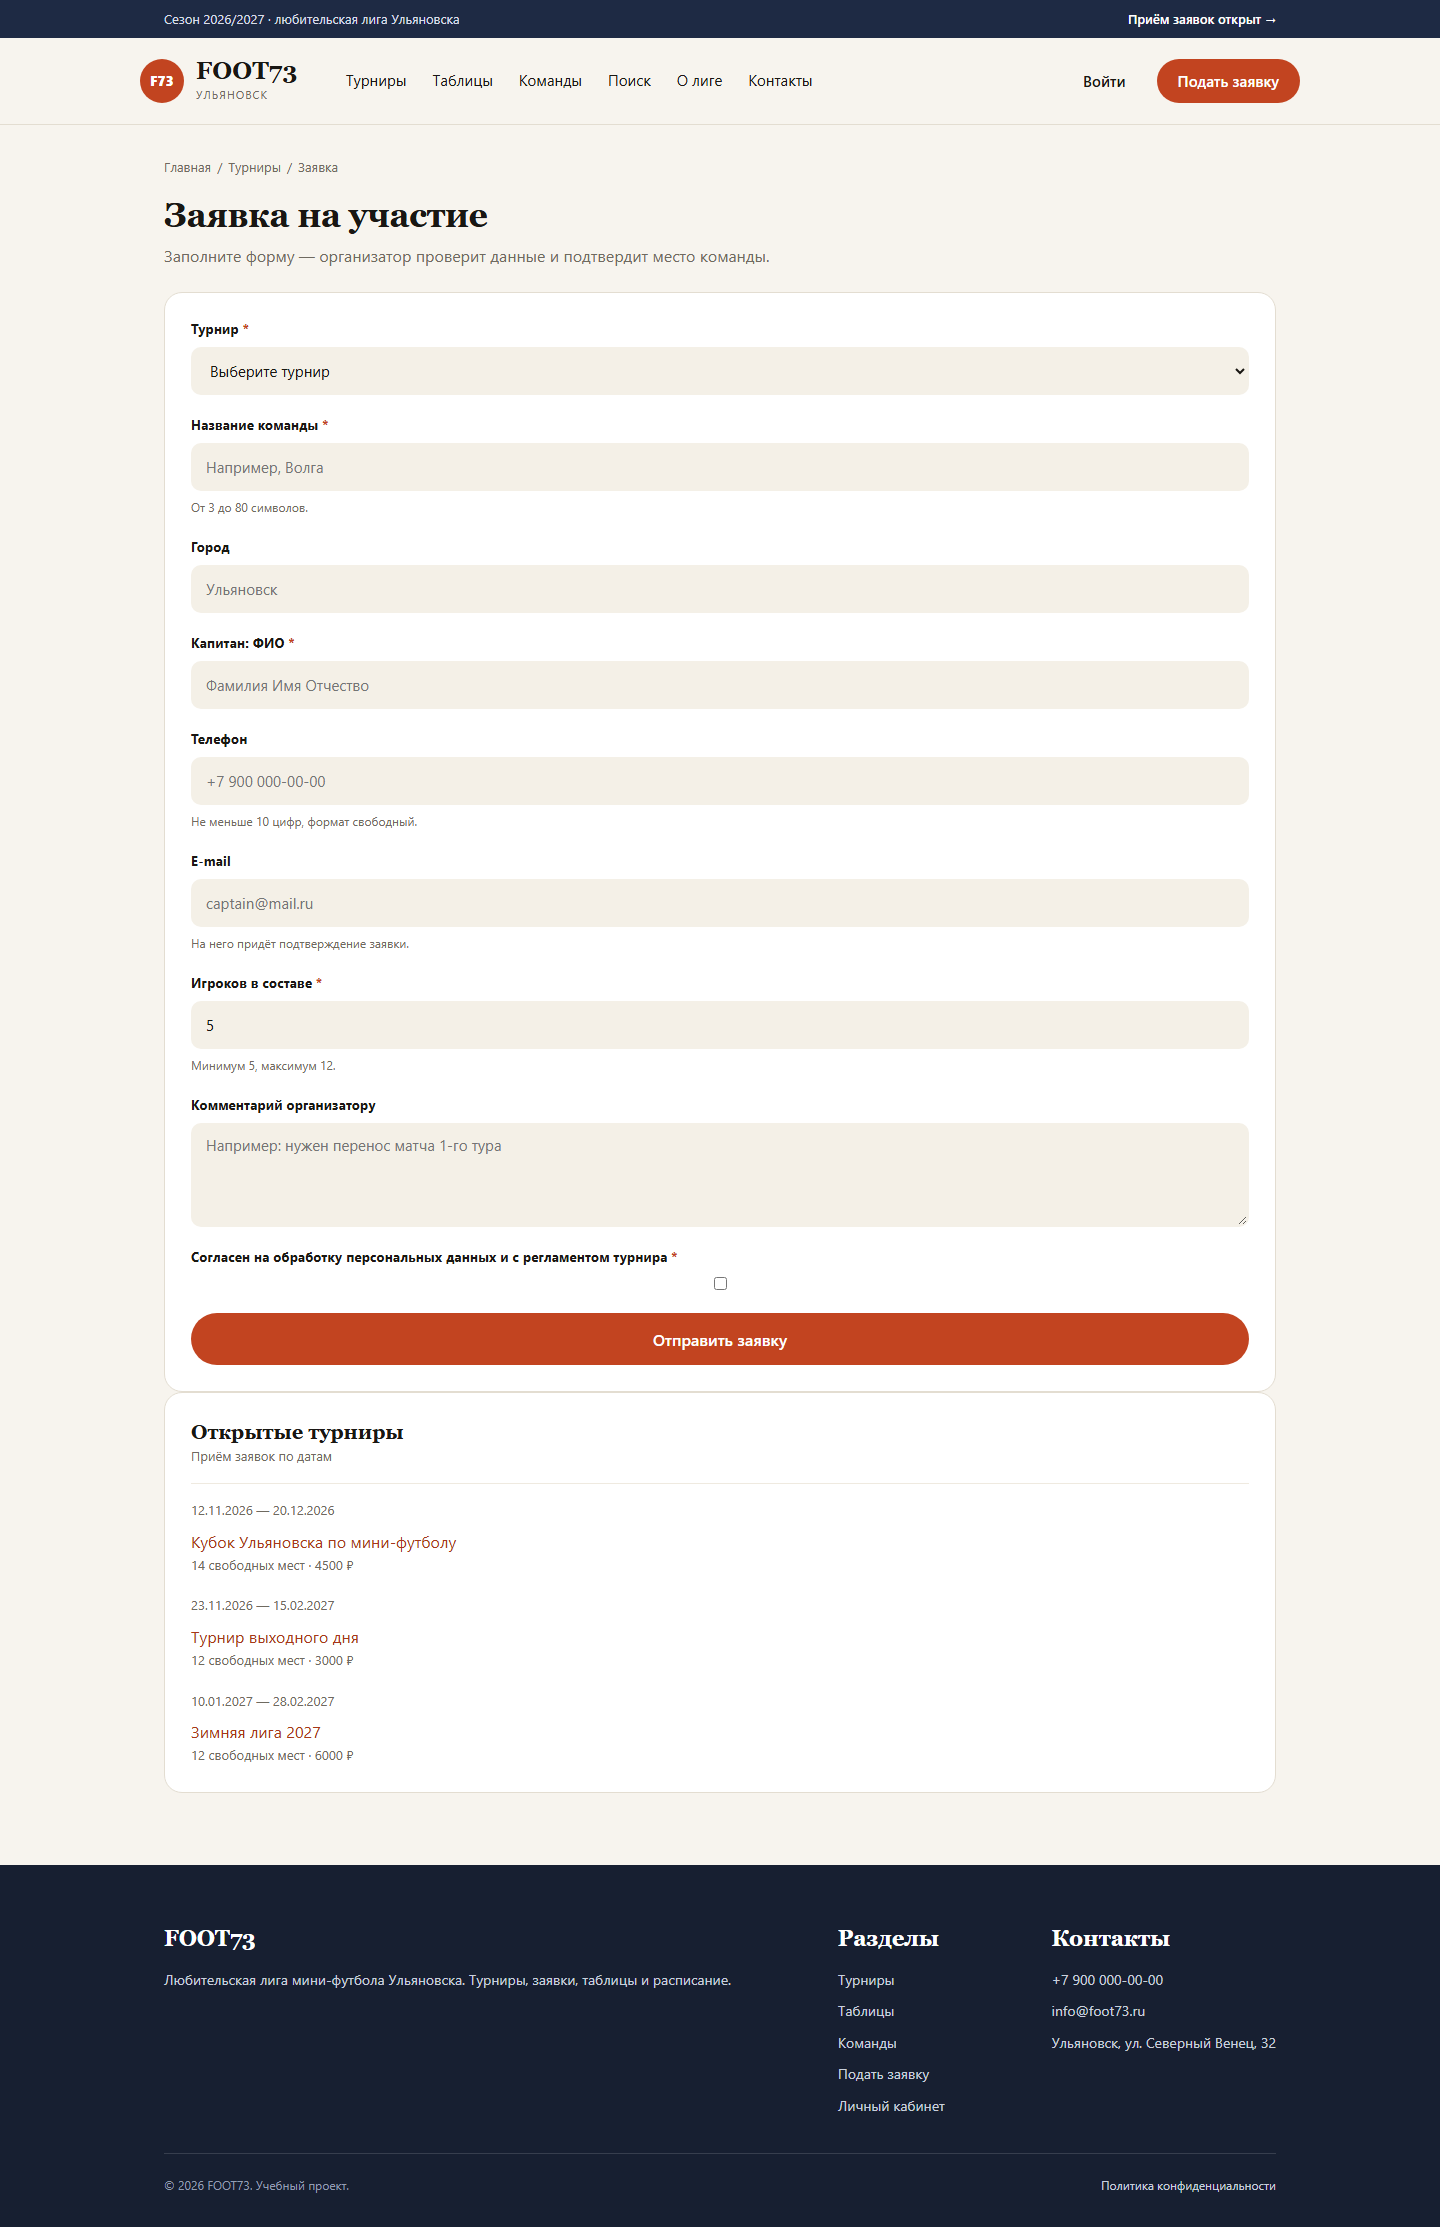 Сезон 2026/2027 · любительская лига Ульяновска
Приём заявок открыт →
F73
FOOT73
УЛЬЯНОВСК
Турниры
Таблицы
Команды
Поиск
О лиге
Контакты
Войти
Подать заявку
Главная / Турниры / Заявка
Заявка на участие
Заполните форму — организатор проверит данные и подтвердит место команды.
Турнир *
Выберите турнир
Название команды *
Например, Волга
От 3 до 80 символов.
Город
Ульяновск
Капитан: ФИО *
Фамилия Имя Отчество
Телефон
+7 900 000-00-00
Не меньше 10 цифр, формат свободный.
E-mail
captain@mail.ru
На него придёт подтверждение заявки.
Игроков в составе *
5
Минимум 5, максимум 12.
Комментарий организатору
Например: нужен перенос матча 1-го тура
Согласен на обработку персональных данных и с регламентом турнира *
Отправить заявку
Открытые турниры
Приём заявок по датам
12.11.2026 — 20.12.2026
Кубок Ульяновска по мини-футболу
14 свободных мест · 4500 ₽
23.11.2026 — 15.02.2027
Турнир выходного дня
12 свободных мест · 3000 ₽
10.01.2027 — 28.02.2027
Зимняя лига 2027
12 свободных мест · 6000 ₽
FOOT73
Любительская лига мини-футбола Ульяновска. Турниры, заявки, таблицы и расписание.
Разделы
Турниры
Таблицы
Команды
Подать заявку
Личный кабинет
Контакты
+7 900 000-00-00
info@foot73.ru
Ульяновск, ул. Северный Венец, 32
© 2026 FOOT73. Учебный проект.
Политика конфиденциальности